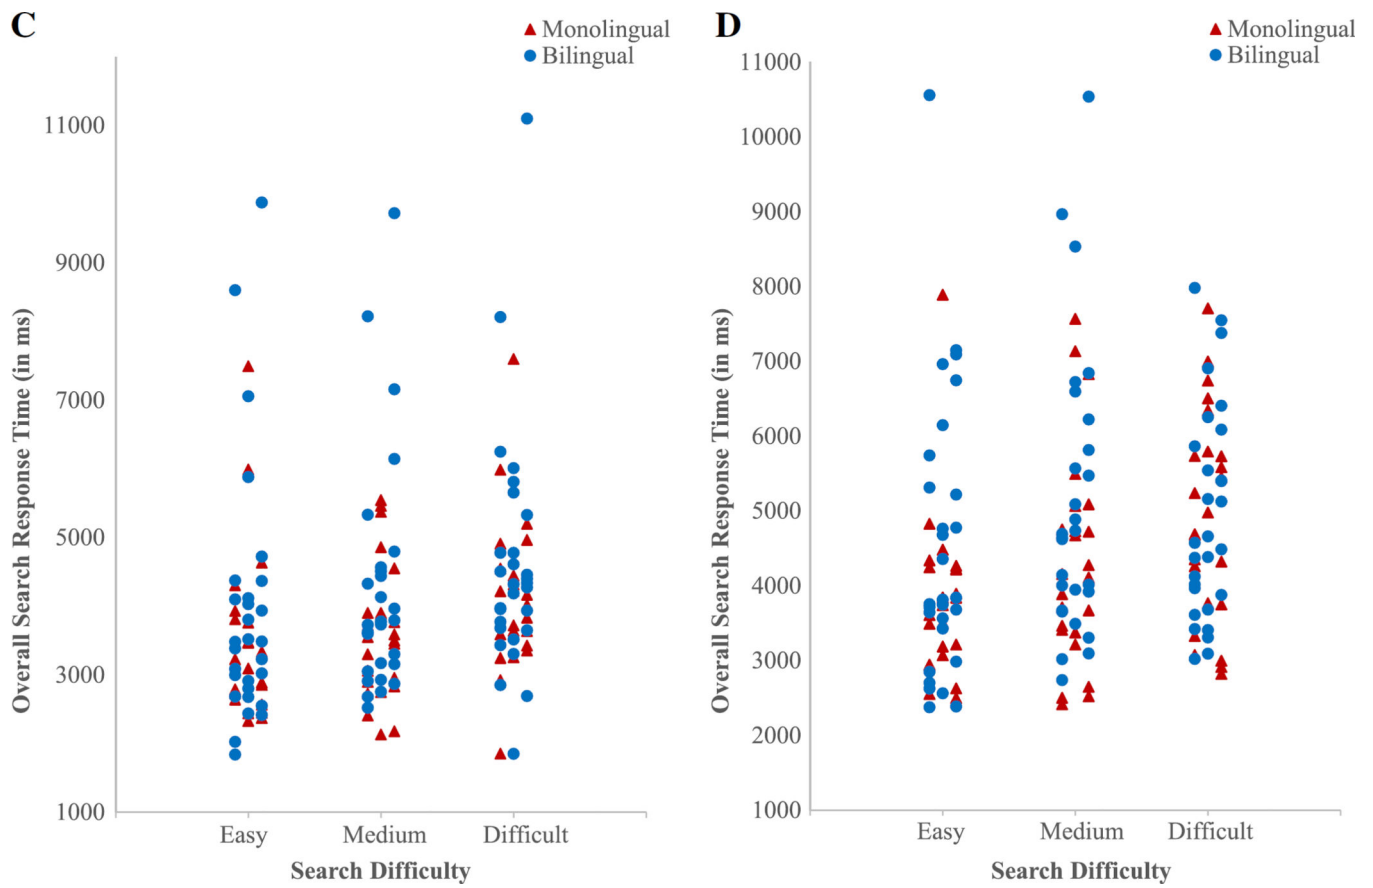 C
Monolingual
Bilingual
11000
9000
7000
5000
3000
1000
Overall Search Response Time (in ms)
Easy
Medium
Difficult
Search Difficulty
D
Monolingual
Bilingual
11000
10000
9000
8000
7000
6000
5000
4000
3000
2000
1000
Overall Search Response Time (in ms)
Easy
Medium
Difficult
Search Difficulty